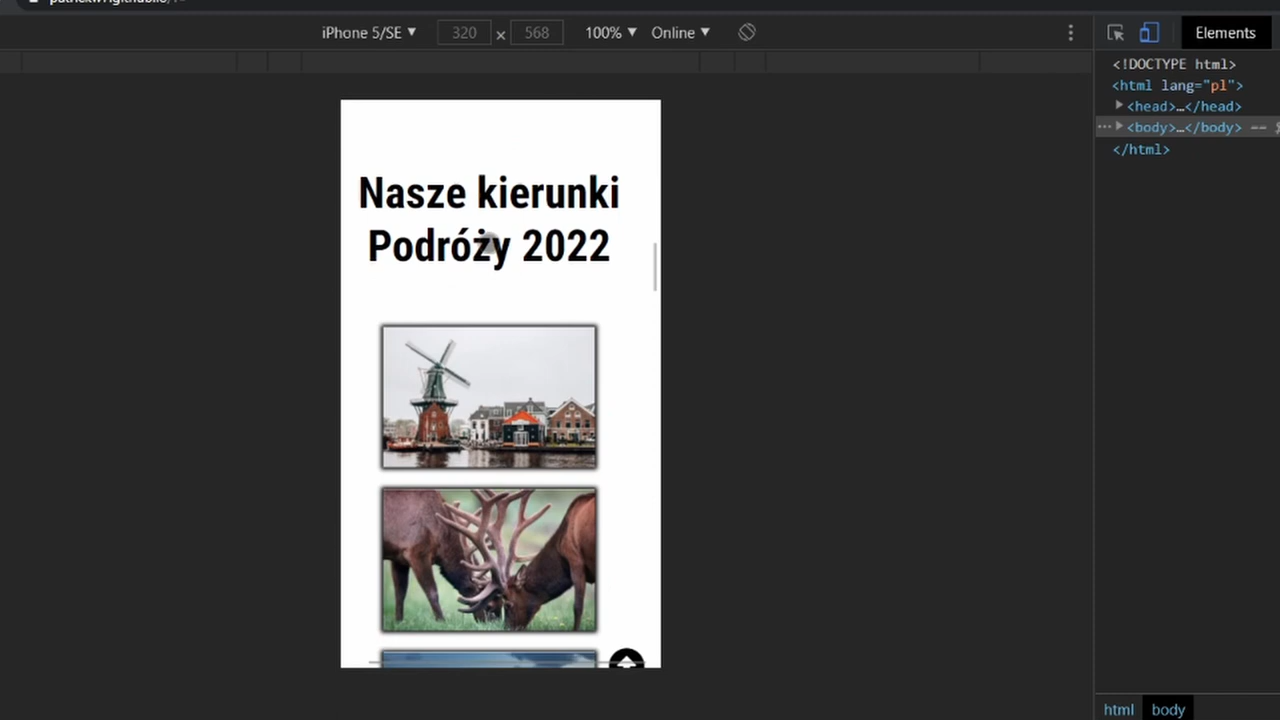 iPhone 5/SE ▼ 320 × 568 100% ▼ Online ▼
Elements
<!DOCTYPE html>
<html lang="pl">
<head>…</head>
<body>…</body> ==
</html>
Nasze kierunki
Podróży 2022
html body